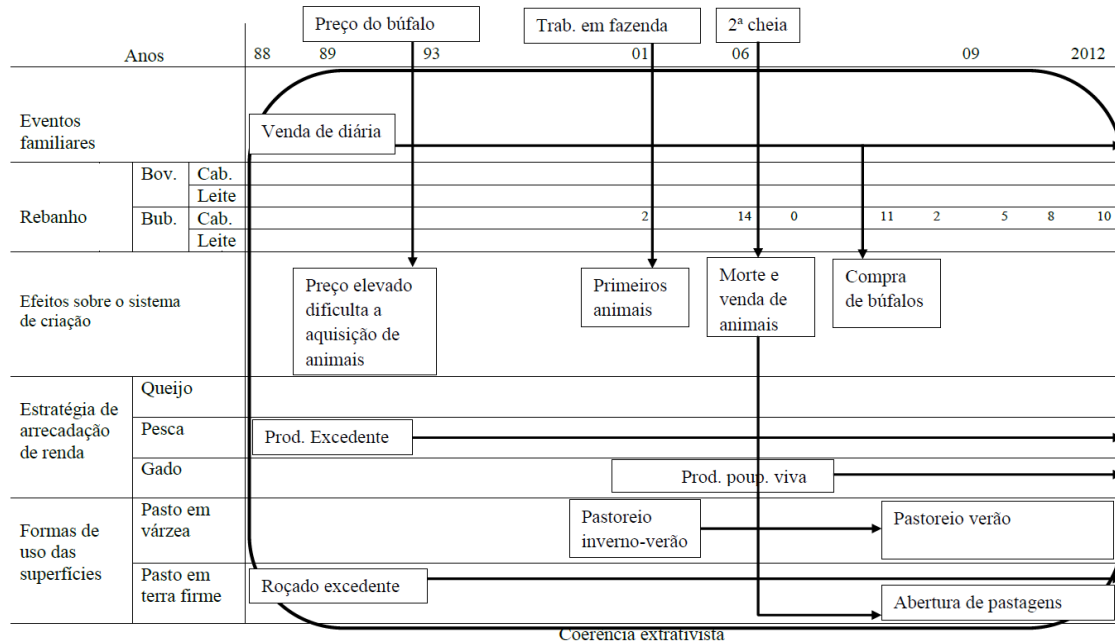 Preço do búfalo
Trab. em fazenda
2ª cheia
Anos
88 89 93 01 06 09 2012
Eventos
familiares
Venda de diária
Rebanho
Bov.
Cab.
Leite
Bub.
Cab.
2 14 0 11 2 5 8 10
Leite
Efeitos sobre o sistema
de criação
Preço elevado
dificulta a
aquisição de
animais
Primeiros
animais
Morte e
venda de
animais
Compra
de búfalos
Estratégia de
arrecadação
de renda
Queijo
Pesca
Prod. Excedente
Gado
Prod. poup. viva
Formas de
uso das
superfícies
Pasto em
várzea
Pastoreio
inverno-verão
Pastoreio verão
Pasto em
terra firme
Roçado excedente
Abertura de pastagens
Coerência extrativista